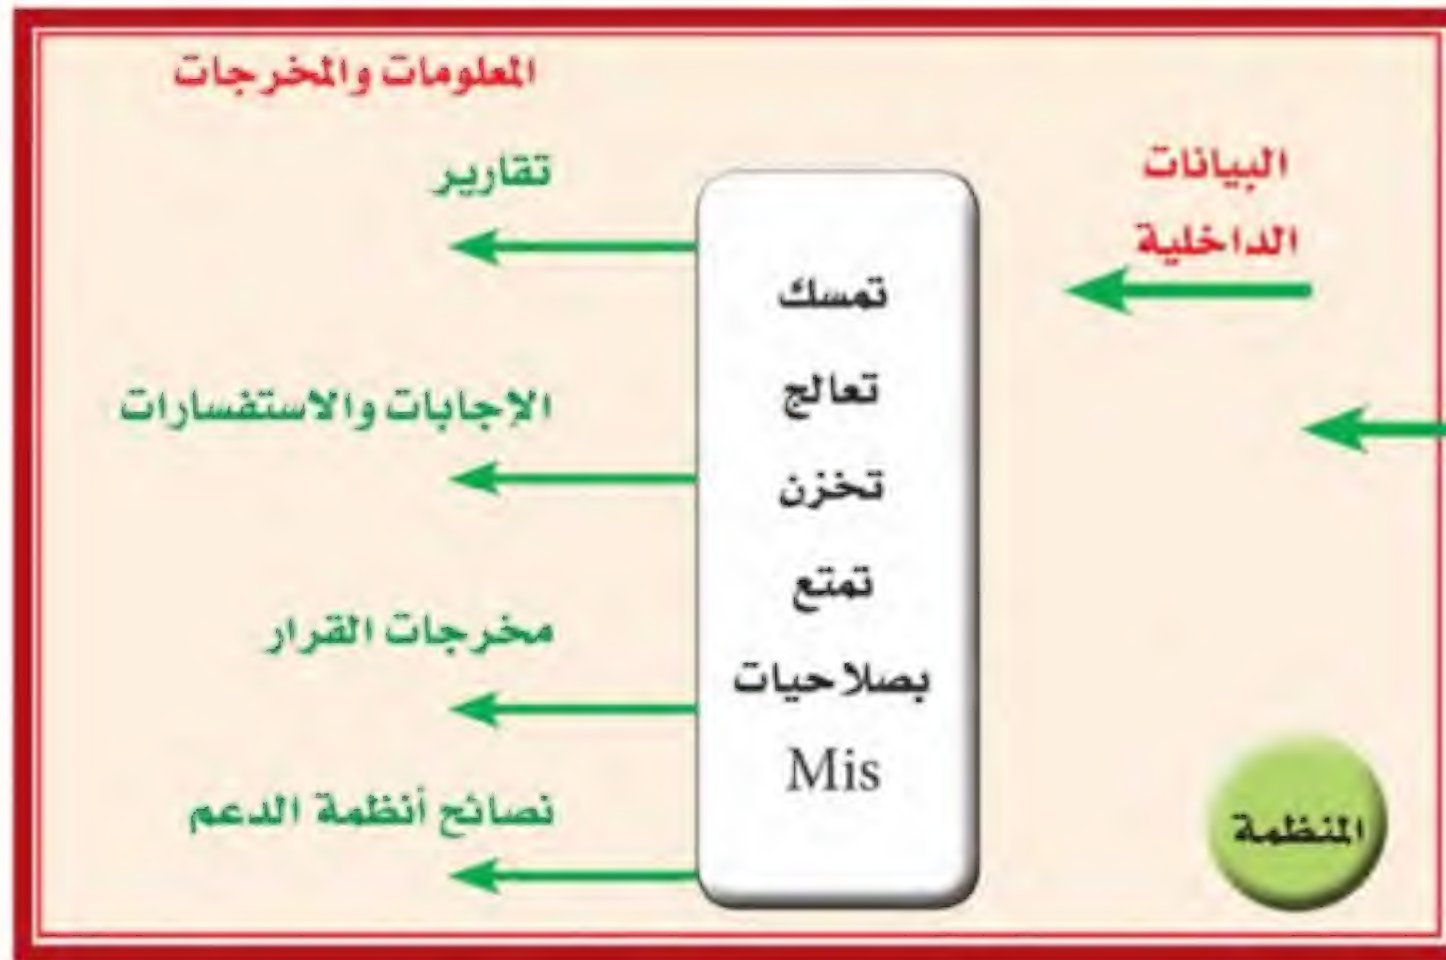 المعلومات والمخرجات
البيانات
الداخلية
تمسك
تعالج
تخزن
تمتع
بصلاحيات
Mis
تقارير
الإجابات والاستفسارات
مخرجات القرار
نصائح أنظمة الدعم
المنظمة